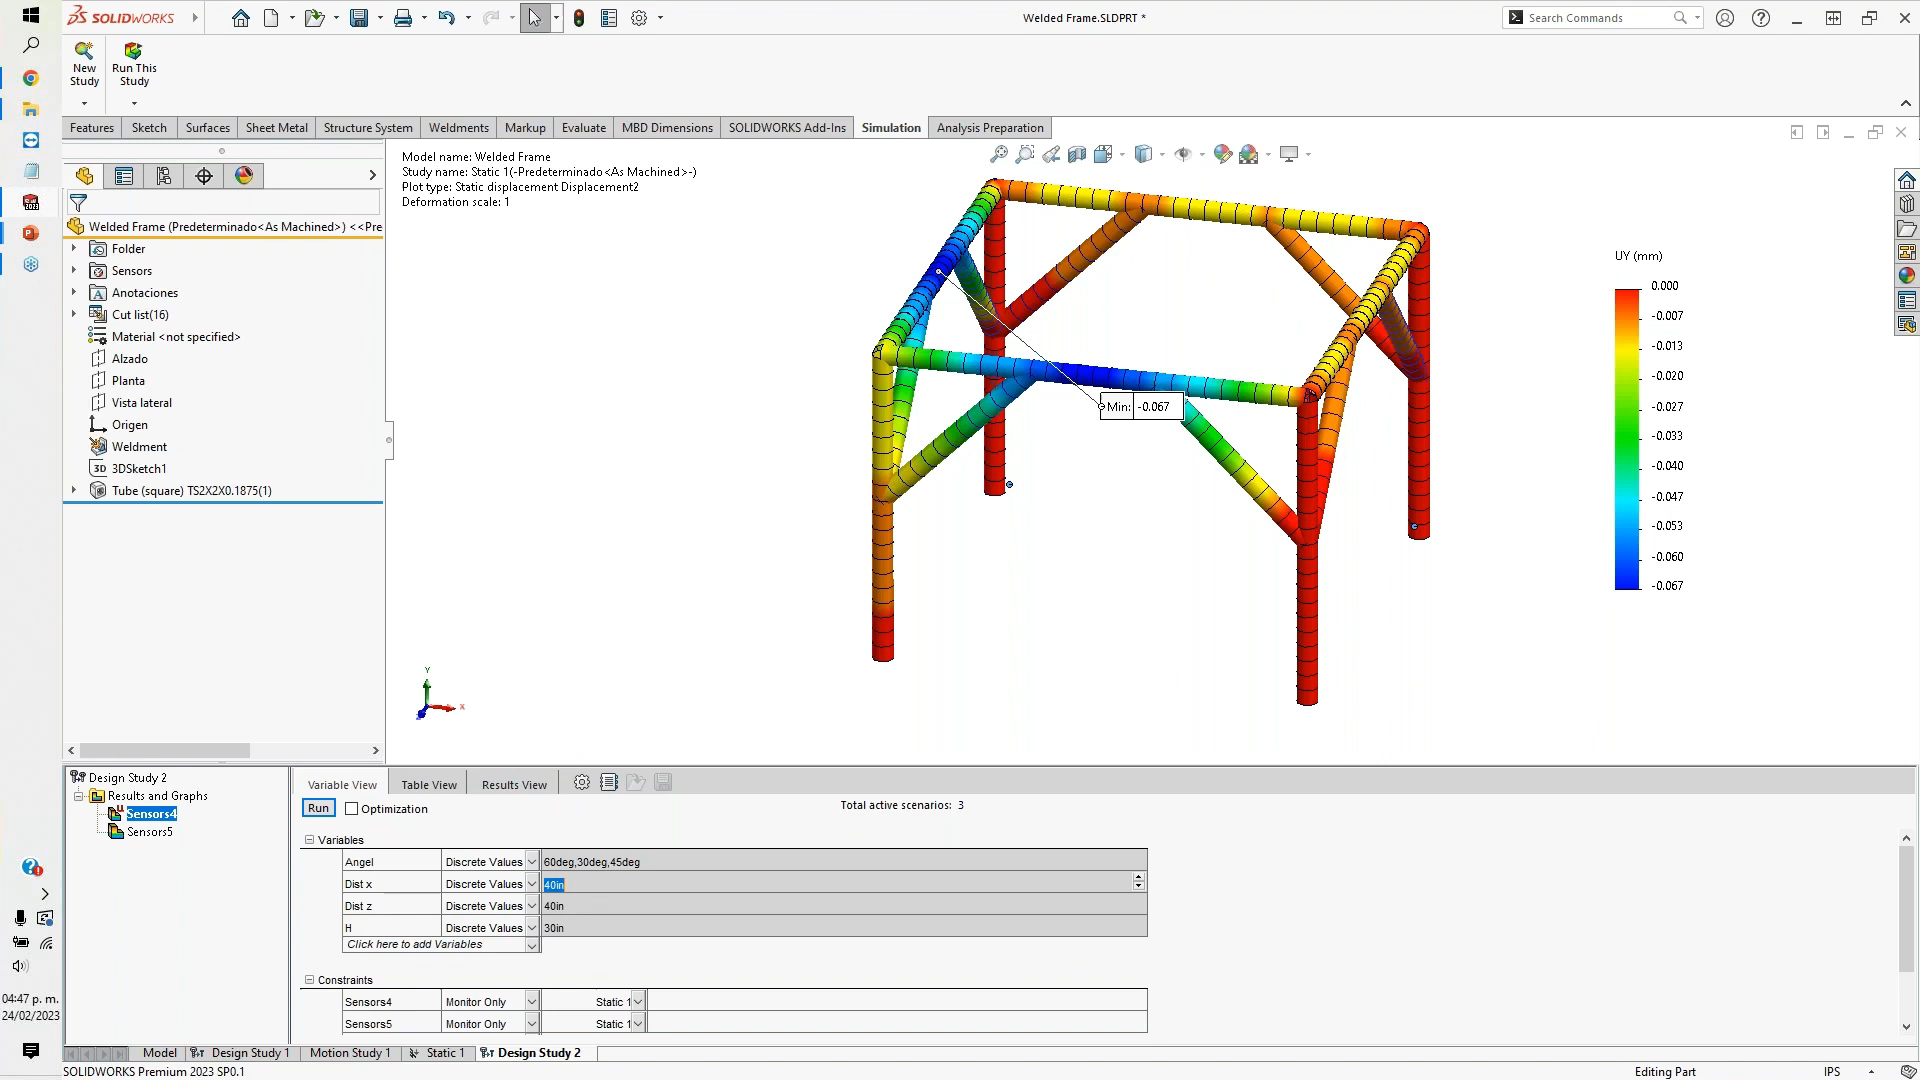 SOLIDWORKS
Welded Frame.SLDPRT *
Search Commands
New Study
Run This Study
Features Sketch Surfaces Sheet Metal Structure System Weldments Markup Evaluate MBD Dimensions SOLIDWORKS Add-Ins Simulation Analysis Preparation
Model name: Welded Frame
Study name: Static 1(-Predeterminado<As Machined>-)
Plot type: Static displacement Displacement2
Deformation scale: 1
Welded Frame (Predeterminado<As Machined>) <<Pre
Folder
Sensors
Anotaciones
Cut list(16)
Material <not specified>
Alzado
Planta
Vista lateral
Origen
Weldment
3D 3DSketch1
Tube (square) TS2X2X0.1875(1)
UY (mm)
0.000
-0.007
-0.013
-0.020
-0.027
-0.033
-0.040
-0.047
-0.053
-0.060
-0.067
Min: -0.067
Y
X
Design Study 2
Results and Graphs
Sensors4
Sensors5
Variable View Table View Results View
Run Optimization
Total active scenarios: 3
Variables
Angel Discrete Values 60deg,30deg,45deg
Dist x Discrete Values 40in
Dist z Discrete Values 40in
H Discrete Values 30in
Click here to add Variables
Constraints
Sensors4 Monitor Only Static 1
Sensors5 Monitor Only Static 1
04:47 p. m.
24/02/2023
Model Design Study 1 Motion Study 1 Static 1 Design Study 2
SOLIDWORKS Premium 2023 SP0.1
Editing Part
IPS